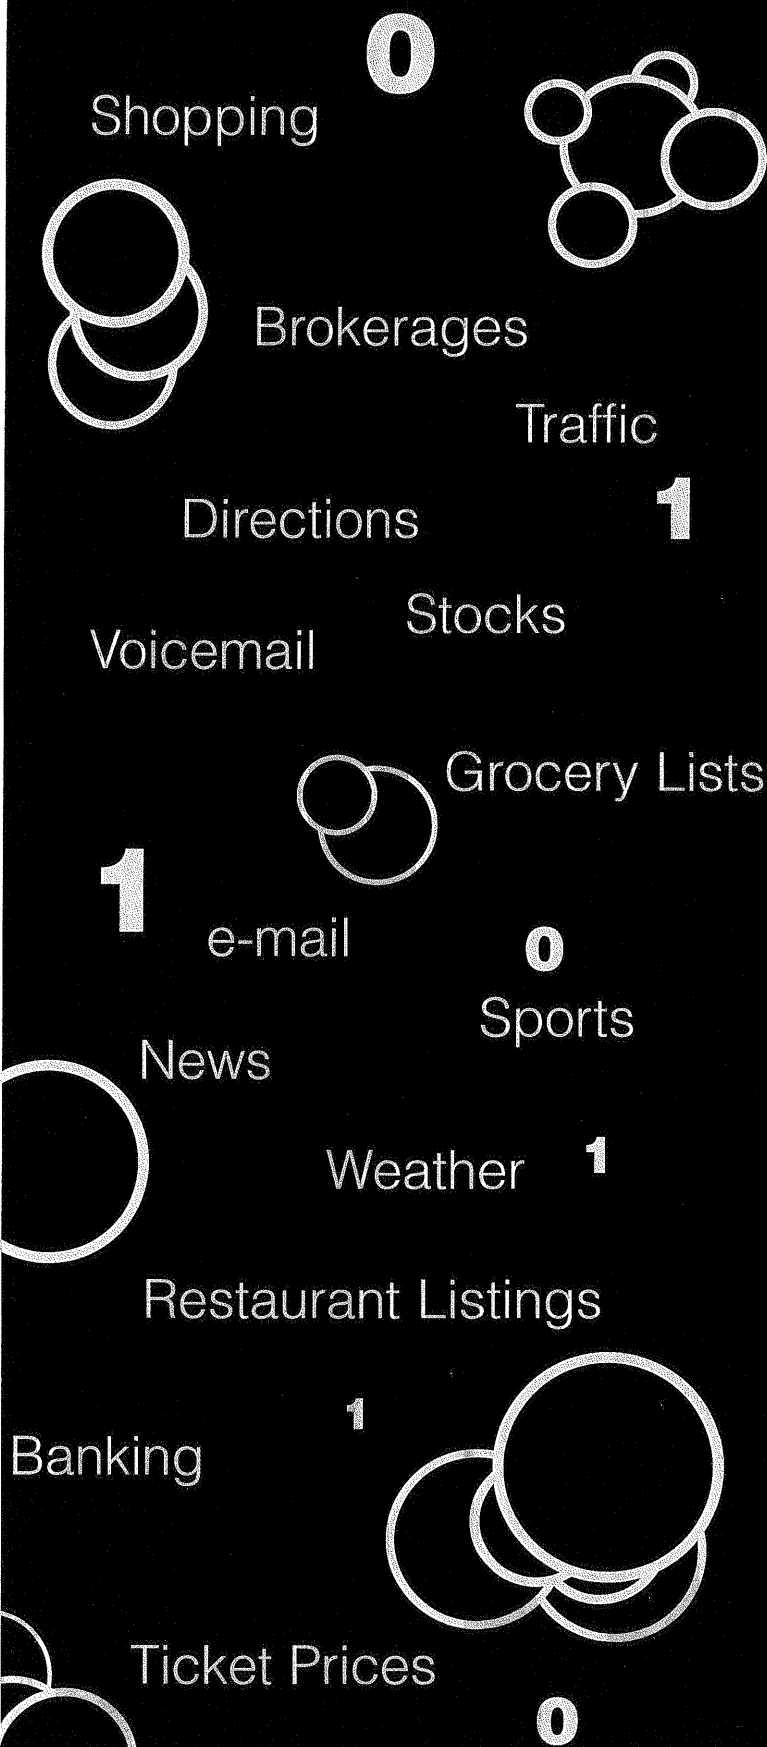 0
Shopping
Brokerages
Traffic
1
Directions
Stocks
Voicemail
Grocery Lists
1
e-mail
0
Sports
News
Weather 1
Restaurant Listings
1
Banking
Ticket Prices
0